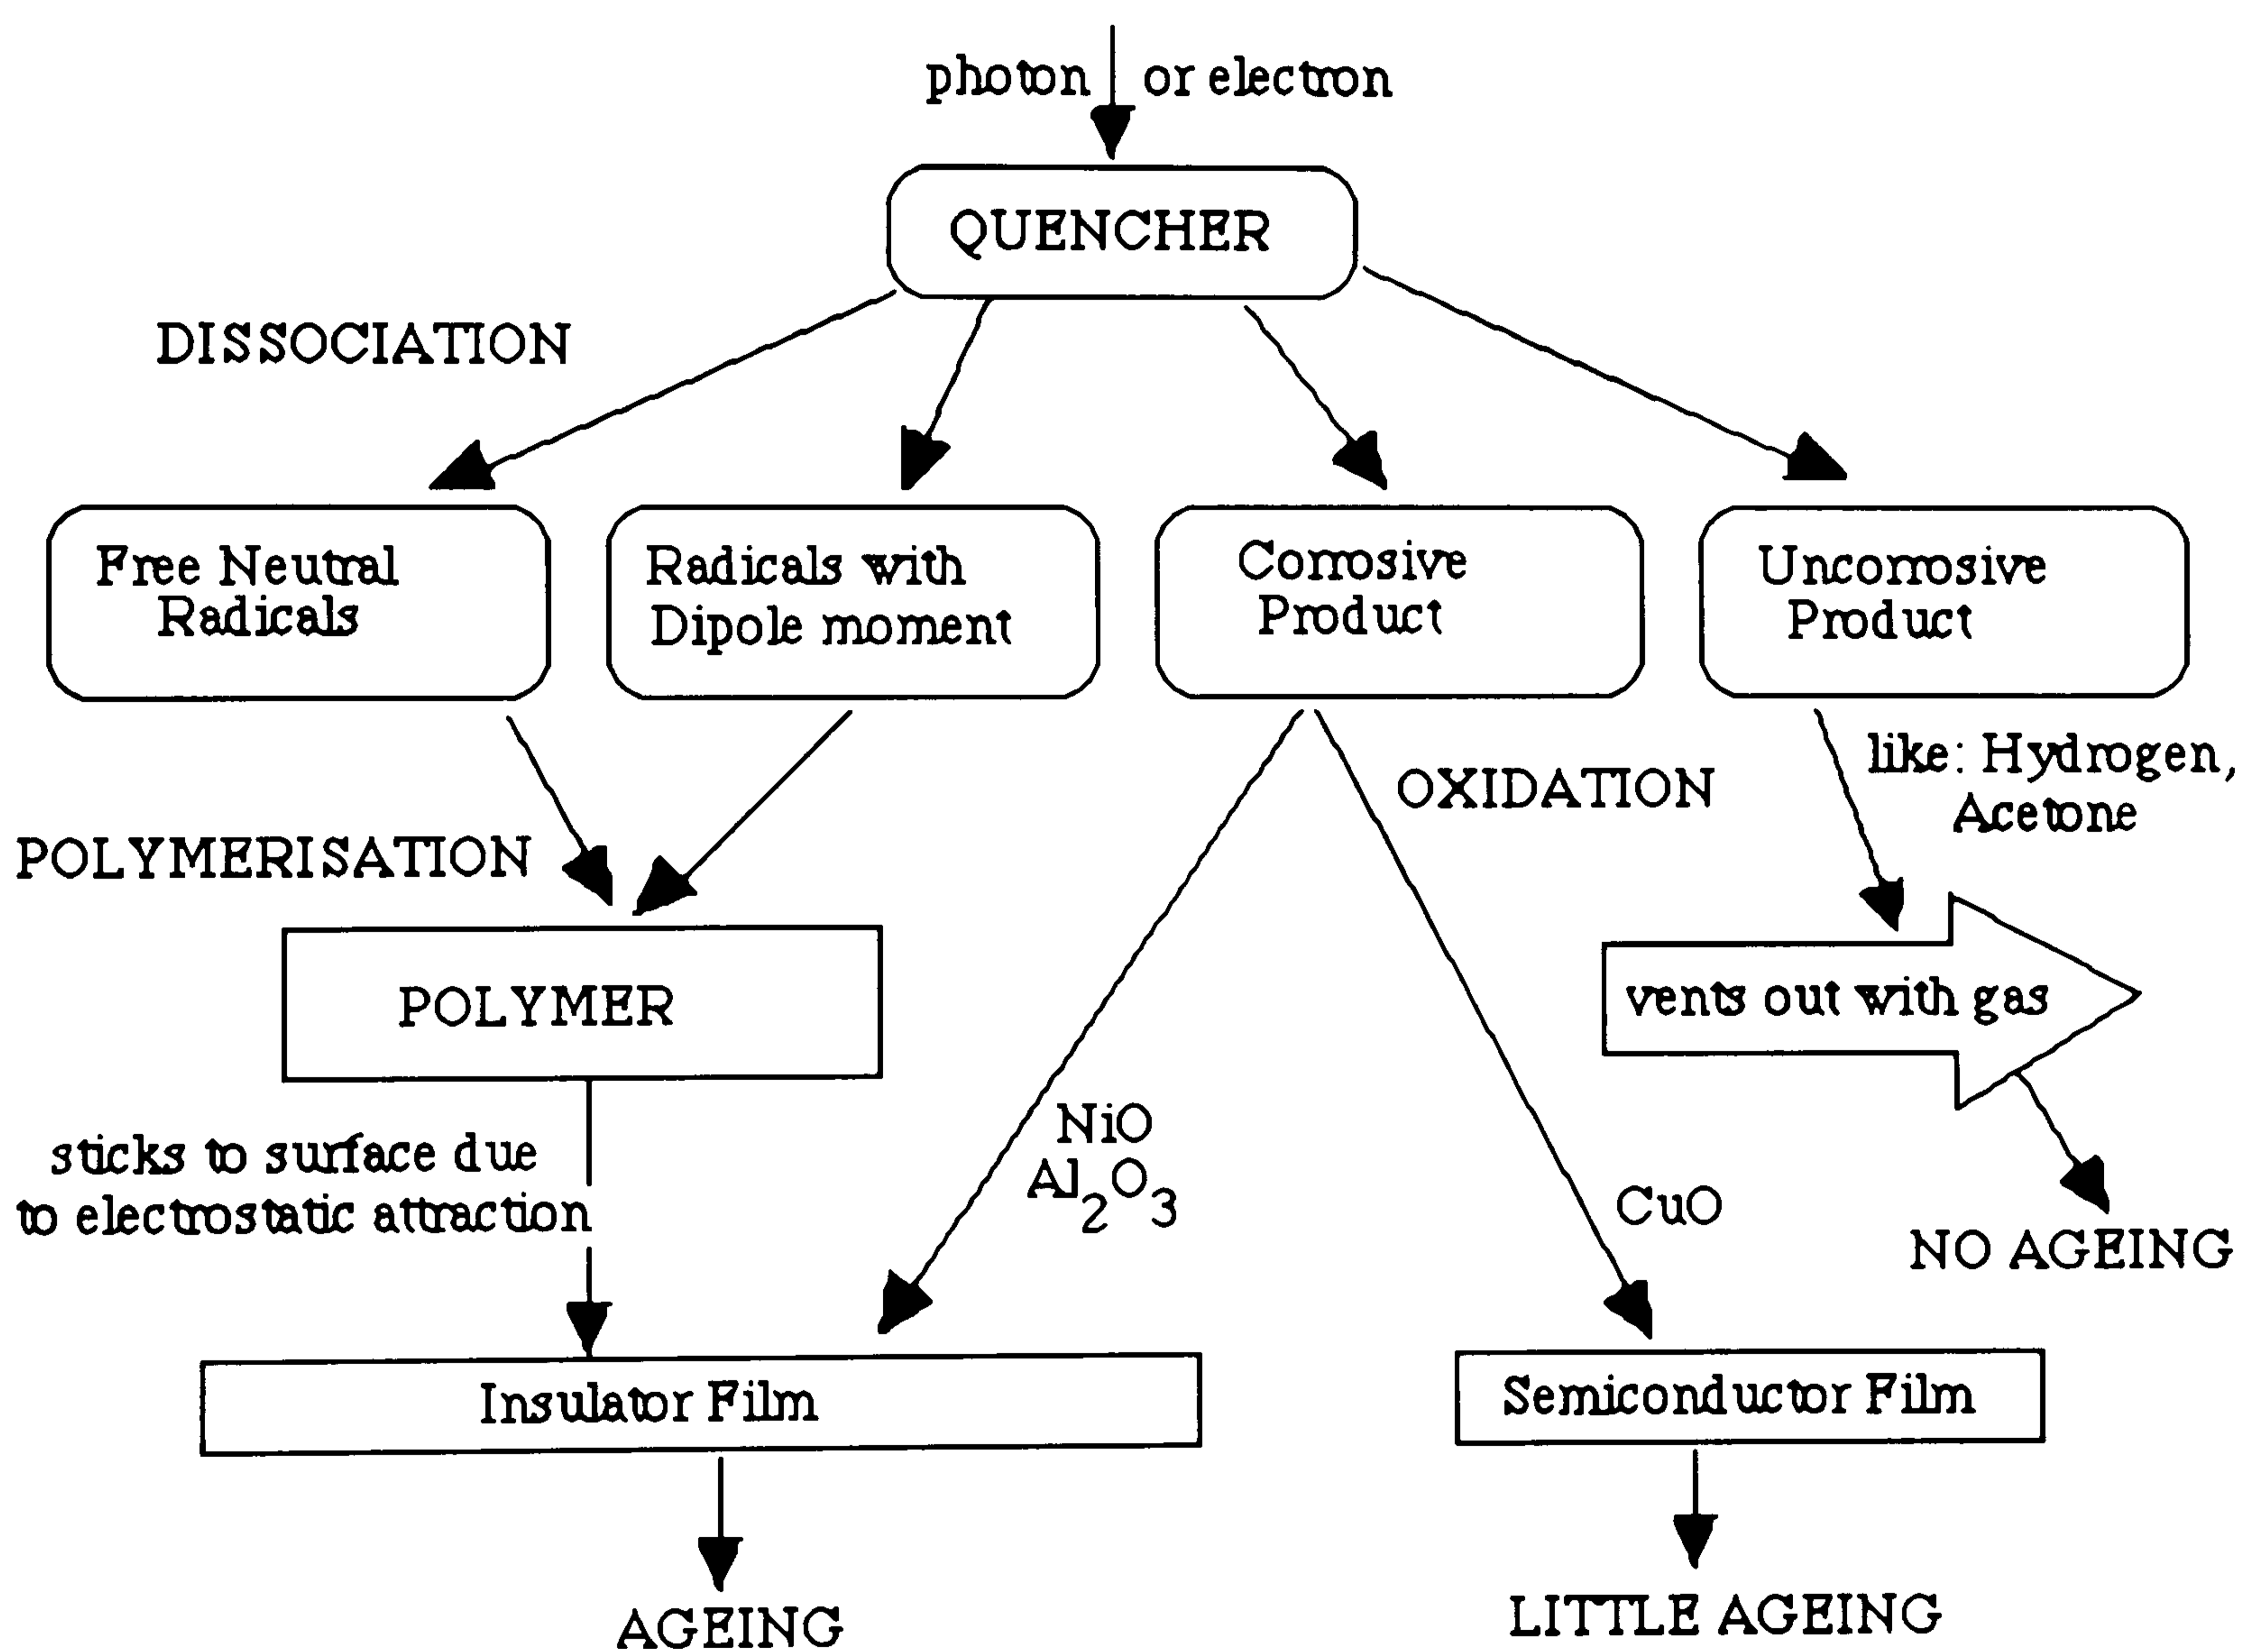 photon or electron
QUENCHER
DISSOCIATION
Free Neutral
Radicals
Radicals with
Dipole moment
Corrosive
Product
Uncorrosive
Product
like: Hydrogen,
Acetone
OXIDATION
POLYMERISATION
POLYMER
vents out with gas
sticks to surface due
to electrostatic attraction
NiO
Al2O3
CuO
NO AGEING
Insulator Film
Semiconductor Film
AGEING
LITTLE AGEING